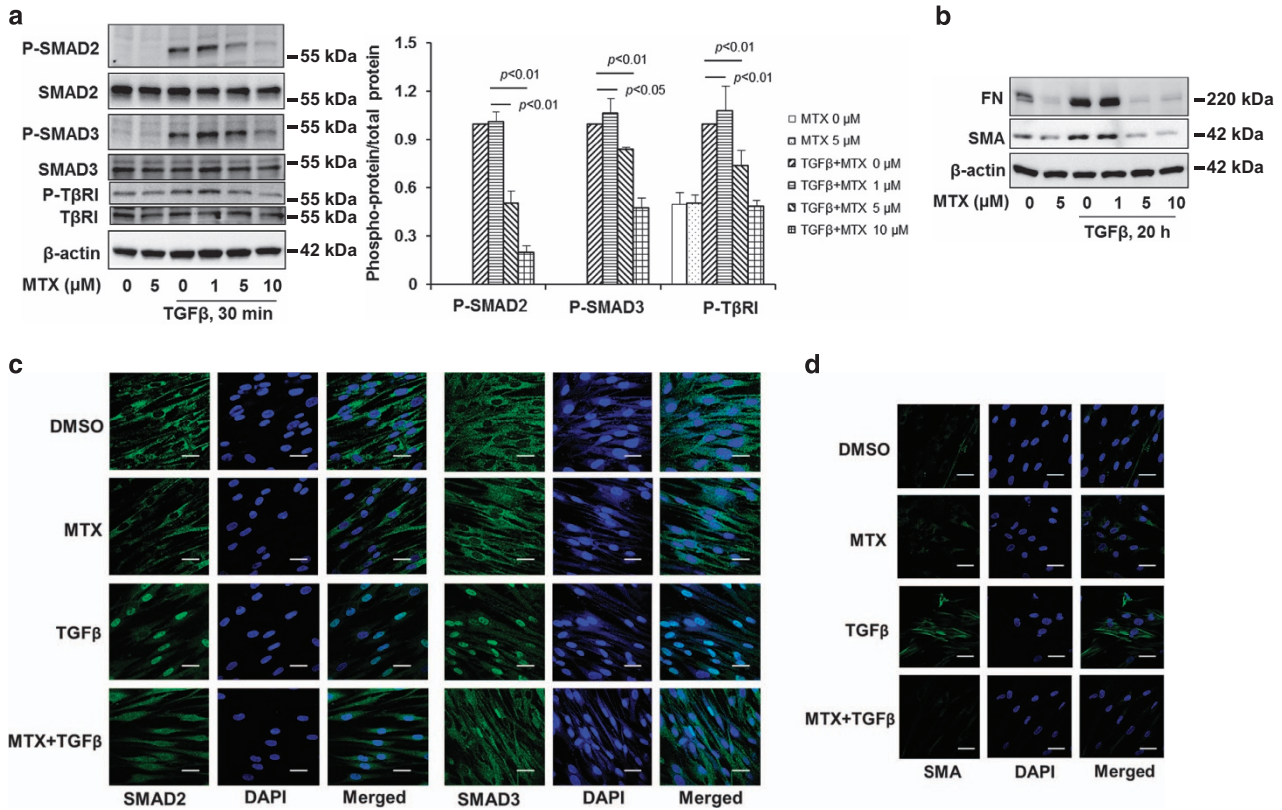 a
P-SMAD2
55 kDa
SMAD2
55 kDa
P-SMAD3
55 kDa
SMAD3
55 kDa
P-TβRI
55 kDa
TβRI
55 kDa
β-actin
42 kDa
MTX (μM) 0 5 0 1 5 10
TGFβ, 30 min
Phospho-protein/total protein
1.5
1.2
0.9
0.6
0.3
0
p<0.01
p<0.01
p<0.01
p<0.05
p<0.01
p<0.01
P-SMAD2 P-SMAD3 P-TβRI
MTX 0 μM
MTX 5 μM
TGFβ+MTX 0 μM
TGFβ+MTX 1 μM
TGFβ+MTX 5 μM
TGFβ+MTX 10 μM
b
FN
220 kDa
SMA
42 kDa
β-actin
42 kDa
MTX (μM) 0 5 0 1 5 10
TGFβ, 20 h
c
DMSO
MTX
TGFβ
MTX+TGFβ
SMAD2 DAPI Merged SMAD3 DAPI Merged
d
DMSO
MTX
TGFβ
MTX+TGFβ
SMA DAPI Merged